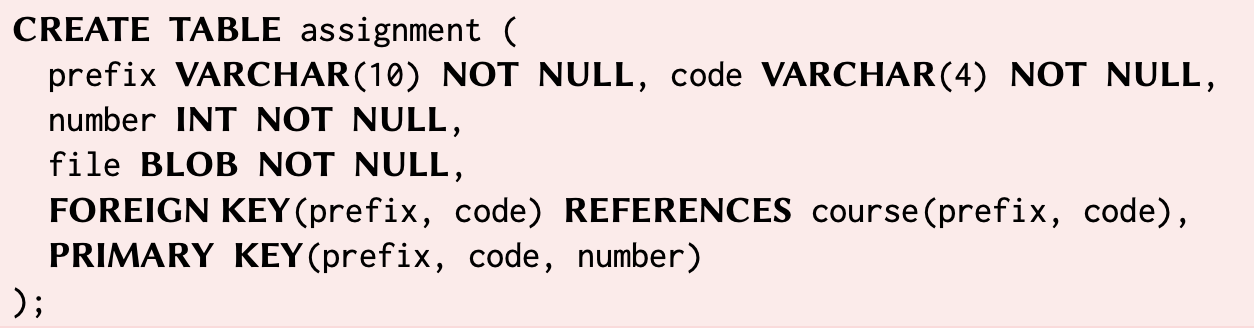 CREATE TABLE assignment (
prefix VARCHAR(10) NOT NULL, code VARCHAR(4) NOT NULL,
number INT NOT NULL,
file BLOB NOT NULL,
FOREIGN KEY(prefix, code) REFERENCES course(prefix, code),
PRIMARY KEY(prefix, code, number)
);